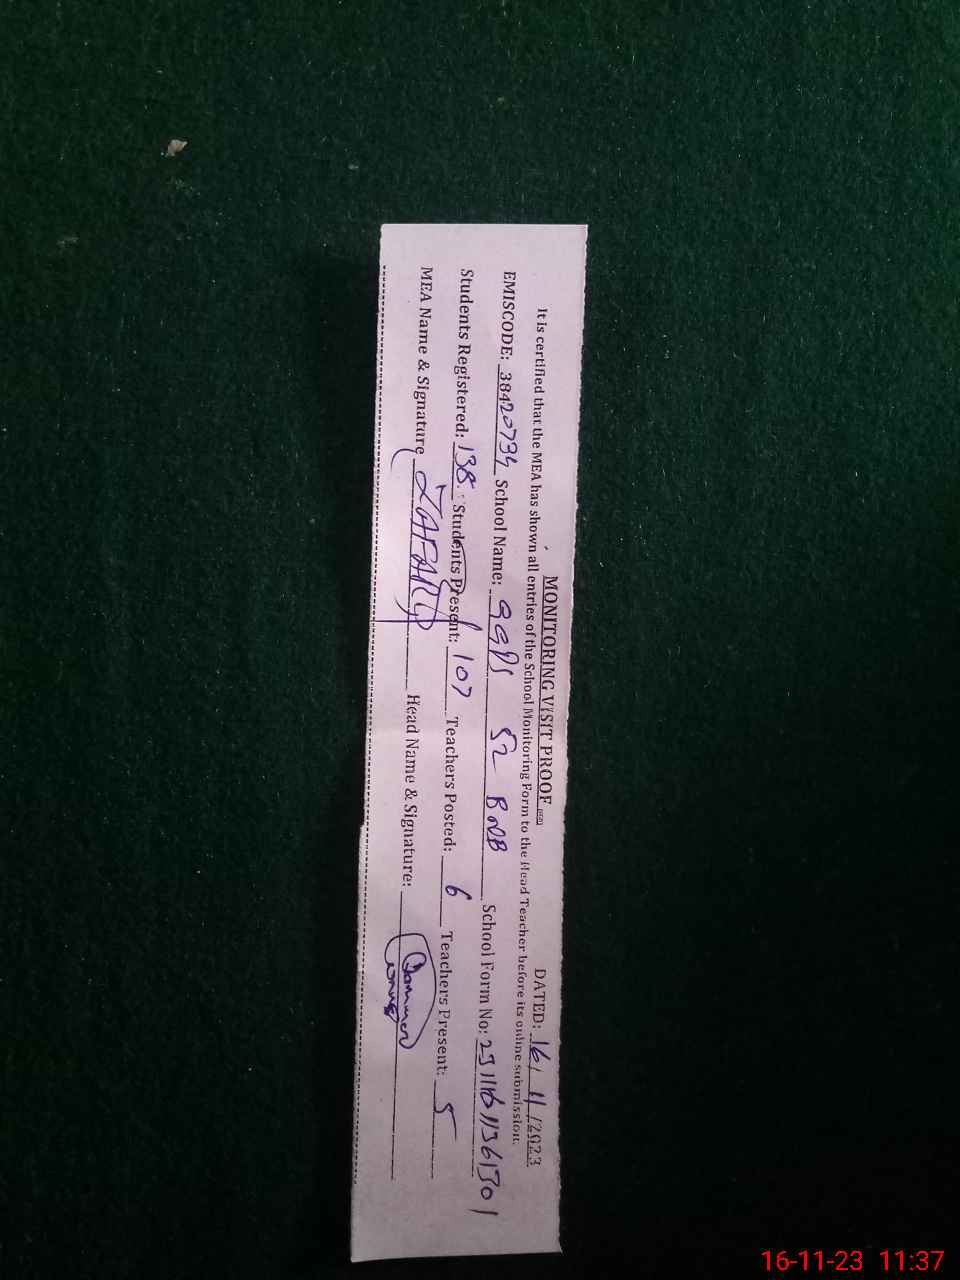 MONITORING VISIT PROOF
DATED: 16/11/2023
It is certified that the MEA has shown all entries of the School Monitoring Form to the Head Teacher before its online submission.
EMISCODE: 38420734 School Name: GGPS 52 BNB School Form No:
Students Registered: 138 Students Present: 107 Teachers Posted: 6 Teachers Present: 5
MEA Name & Signature Head Name & Signature:
16-11-23 11:37